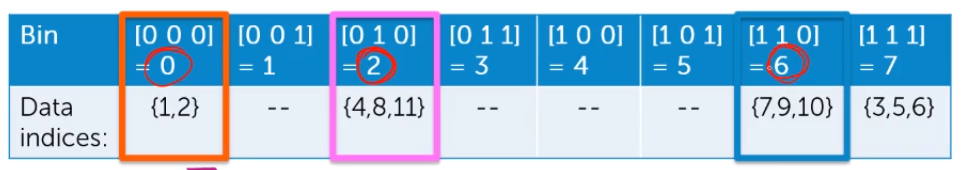 Bin [0 0 0] [0 0 1] [0 1 0] [0 1 1] [1 0 0] [1 0 1] [1 1 0] [1 1 1]
= 0 = 1 = 2 = 3 = 4 = 5 = 6 = 7
Data {1,2} -- {4,8,11} -- -- -- {7,9,10} {3,5,6}
indices: